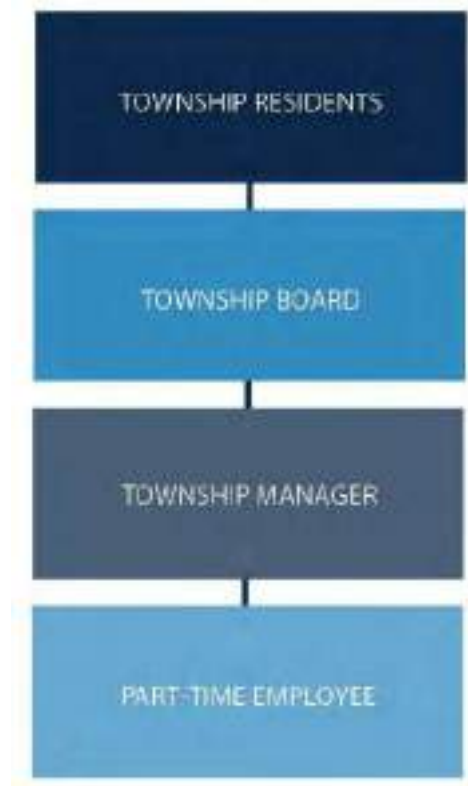 TOWNSHIP RESIDENTS
TOWNSHIP BOARD
TOWNSHIP MANAGER
PART-TIME EMPLOYEE